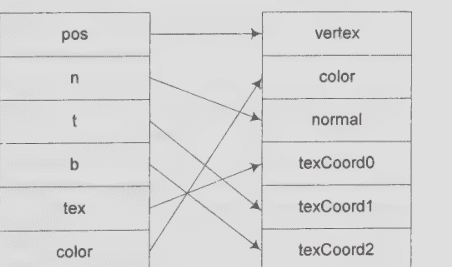 pos
n
t
b
tex
color
vertex
color
normal
texCoord0
texCoord1
texCoord2